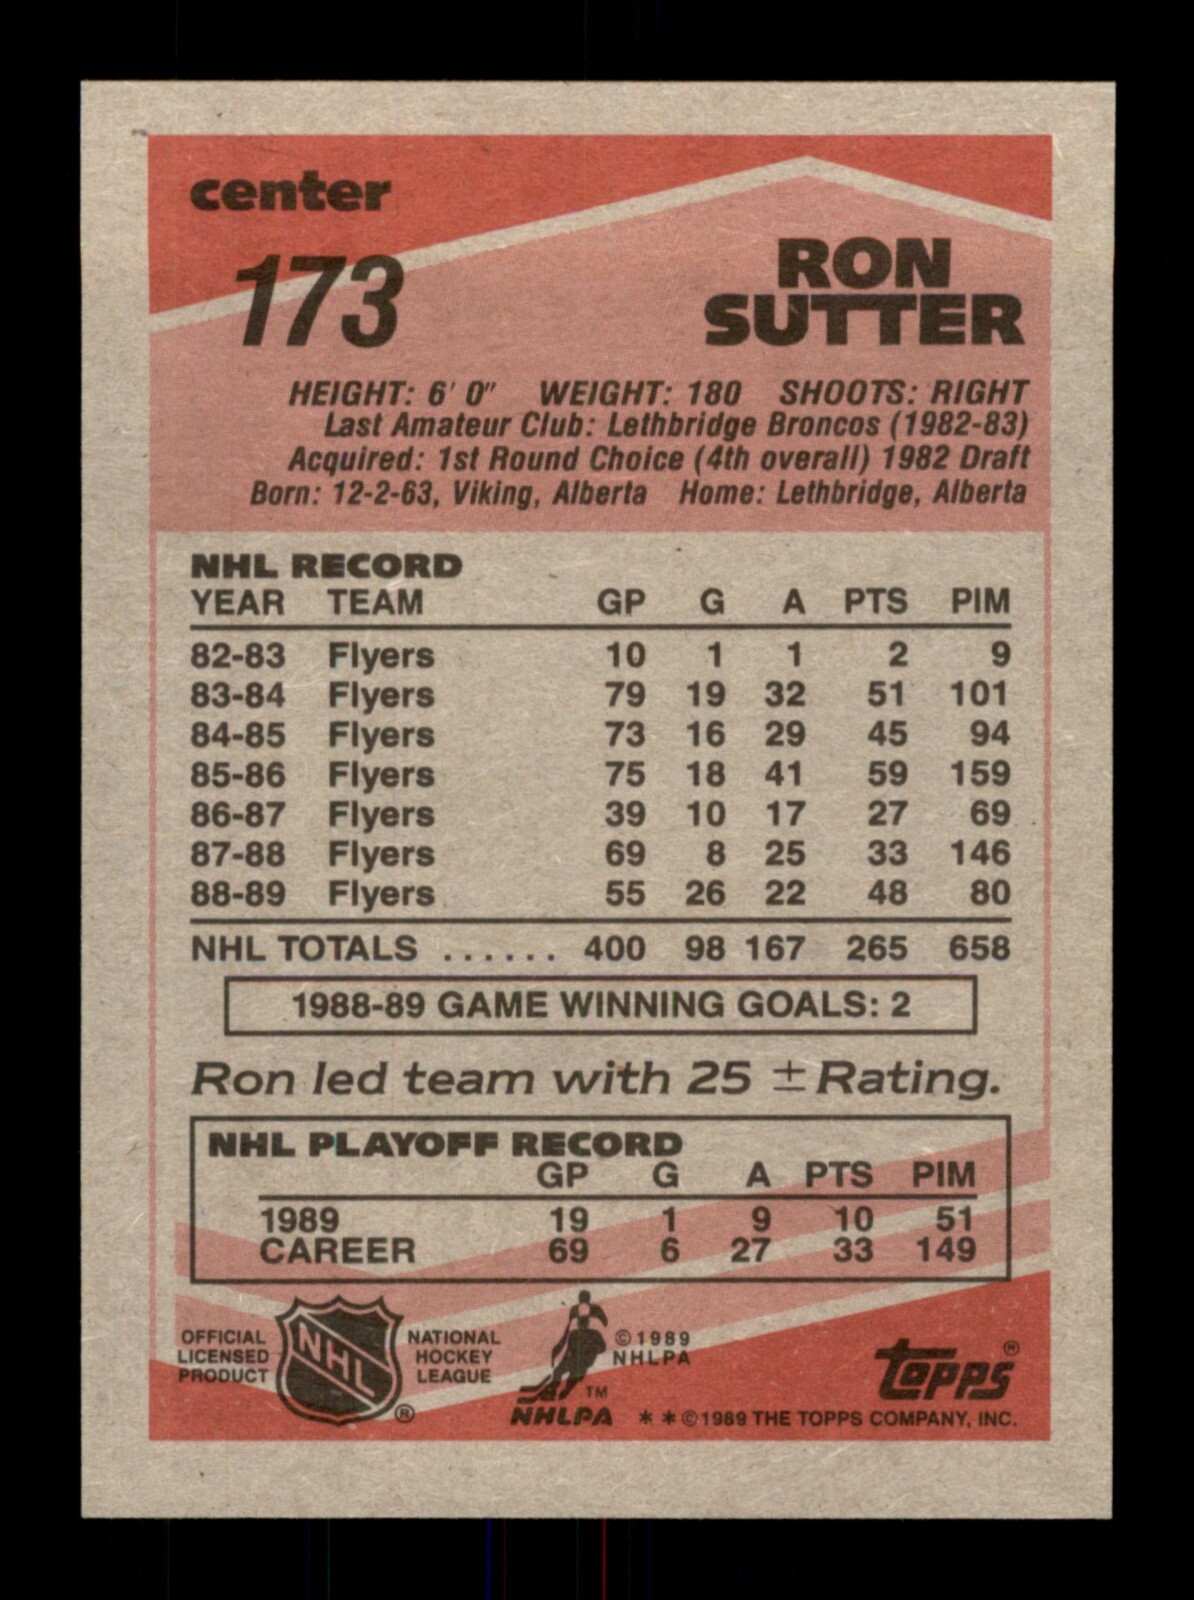 center
173
RON
SUTTER
HEIGHT: 6' 0" WEIGHT: 180 SHOOTS: RIGHT
Last Amateur Club: Lethbridge Broncos (1982-83)
Acquired: 1st Round Choice (4th overall) 1982 Draft
Born: 12-2-63, Viking, Alberta Home: Lethbridge, Alberta
NHL RECORD
YEAR TEAM GP G A PTS PIM
82-83 Flyers 10 1 1 2 9
83-84 Flyers 79 19 32 51 101
84-85 Flyers 73 16 29 45 94
85-86 Flyers 75 18 41 59 159
86-87 Flyers 39 10 17 27 69
87-88 Flyers 69 8 25 33 146
88-89 Flyers 55 26 22 48 80
NHL TOTALS ...... 400 98 167 265 658
1988-89 GAME WINNING GOALS: 2
Ron led team with 25 ± Rating.
NHL PLAYOFF RECORD
GP G A PTS PIM
1989 19 1 9 10 51
CAREER 69 6 27 33 149
OFFICIAL
LICENSED
PRODUCT
NHL
®
NATIONAL
HOCKEY
LEAGUE
TM
NHLPA
©1989
NHLPA
Topps®
* * ©1989 THE TOPPS COMPANY, INC.